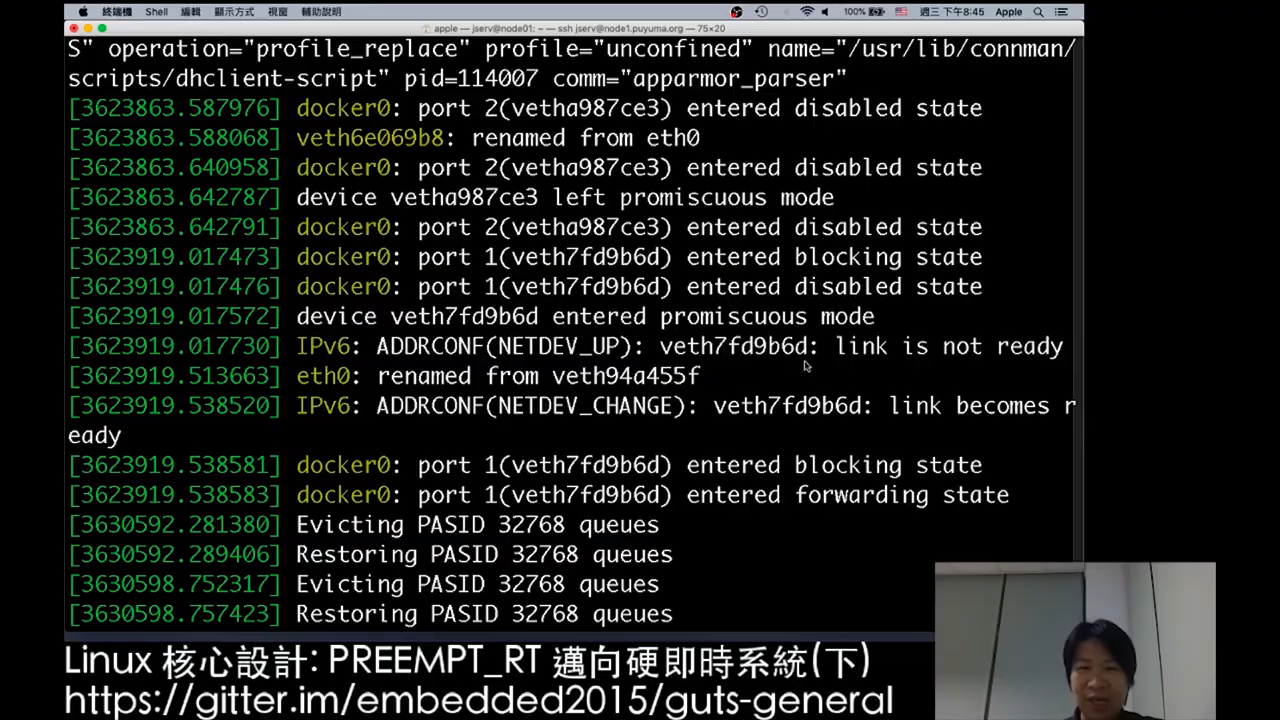 終端機 Shell 編輯 顯示方式 視窗 輔助說明 100% 週三 下午8:45 Apple
apple — jserv@node01: ~ — ssh jserv@node1.puyuma.org — 75×20
S" operation="profile_replace" profile="unconfined" name="/usr/lib/connman/
scripts/dhclient-script" pid=114007 comm="apparmor_parser"
[3623863.587976] docker0: port 2(vetha987ce3) entered disabled state
[3623863.588068] veth6e069b8: renamed from eth0
[3623863.640958] docker0: port 2(vetha987ce3) entered disabled state
[3623863.642787] device vetha987ce3 left promiscuous mode
[3623863.642791] docker0: port 2(vetha987ce3) entered disabled state
[3623919.017473] docker0: port 1(veth7fd9b6d) entered blocking state
[3623919.017476] docker0: port 1(veth7fd9b6d) entered disabled state
[3623919.017572] device veth7fd9b6d entered promiscuous mode
[3623919.017730] IPv6: ADDRCONF(NETDEV_UP): veth7fd9b6d: link is not ready
[3623919.513663] eth0: renamed from veth94a455f
[3623919.538520] IPv6: ADDRCONF(NETDEV_CHANGE): veth7fd9b6d: link becomes r
eady
[3623919.538581] docker0: port 1(veth7fd9b6d) entered blocking state
[3623919.538583] docker0: port 1(veth7fd9b6d) entered forwarding state
[3630592.281380] Evicting PASID 32768 queues
[3630592.289406] Restoring PASID 32768 queues
[3630598.752317] Evicting PASID 32768 queues
[3630598.757423] Restoring PASID 32768 queues
Linux 核心設計: PREEMPT_RT 邁向硬即時系統(下)
https://gitter.im/embedded2015/guts-general